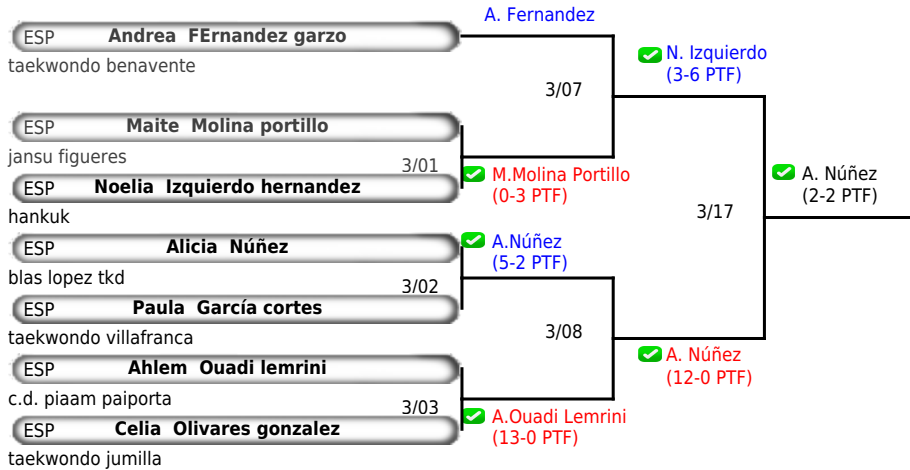 A. Fernandez
ESP Andrea FErnandez garzo
taekwondo benavente
N. Izquierdo
(3-6 PTF)
3/07
ESP Maite Molina portillo
jansu figueres
3/01
ESP Noelia Izquierdo hernandez
hankuk
M.Molina Portillo
(0-3 PTF)
A. Núñez
(2-2 PTF)
3/17
ESP Alicia Núñez
blas lopez tkd
A.Núñez
(5-2 PTF)
3/02
ESP Paula García cortes
taekwondo villafranca
3/08
ESP Ahlem Ouadi lemrini
c.d. piaam paiporta
A. Núñez
(12-0 PTF)
3/03
ESP Celia Olivares gonzalez
taekwondo jumilla
A.Ouadi Lemrini
(13-0 PTF)